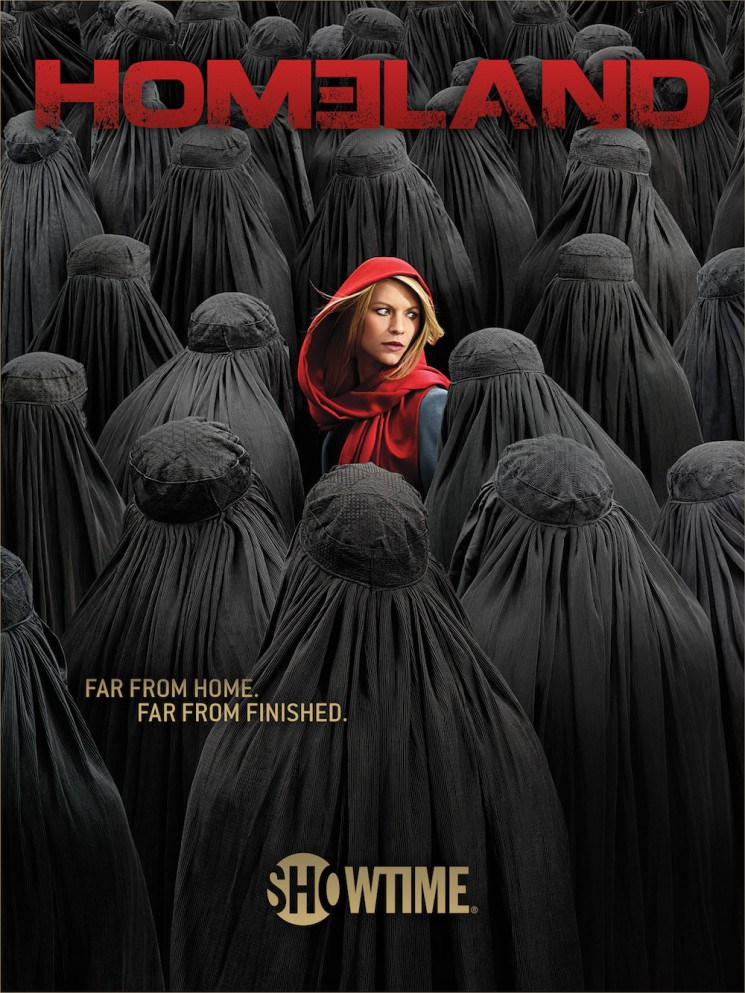 HOMELAND
FAR FROM HOME.
FAR FROM FINISHED.
SHOWTIME®